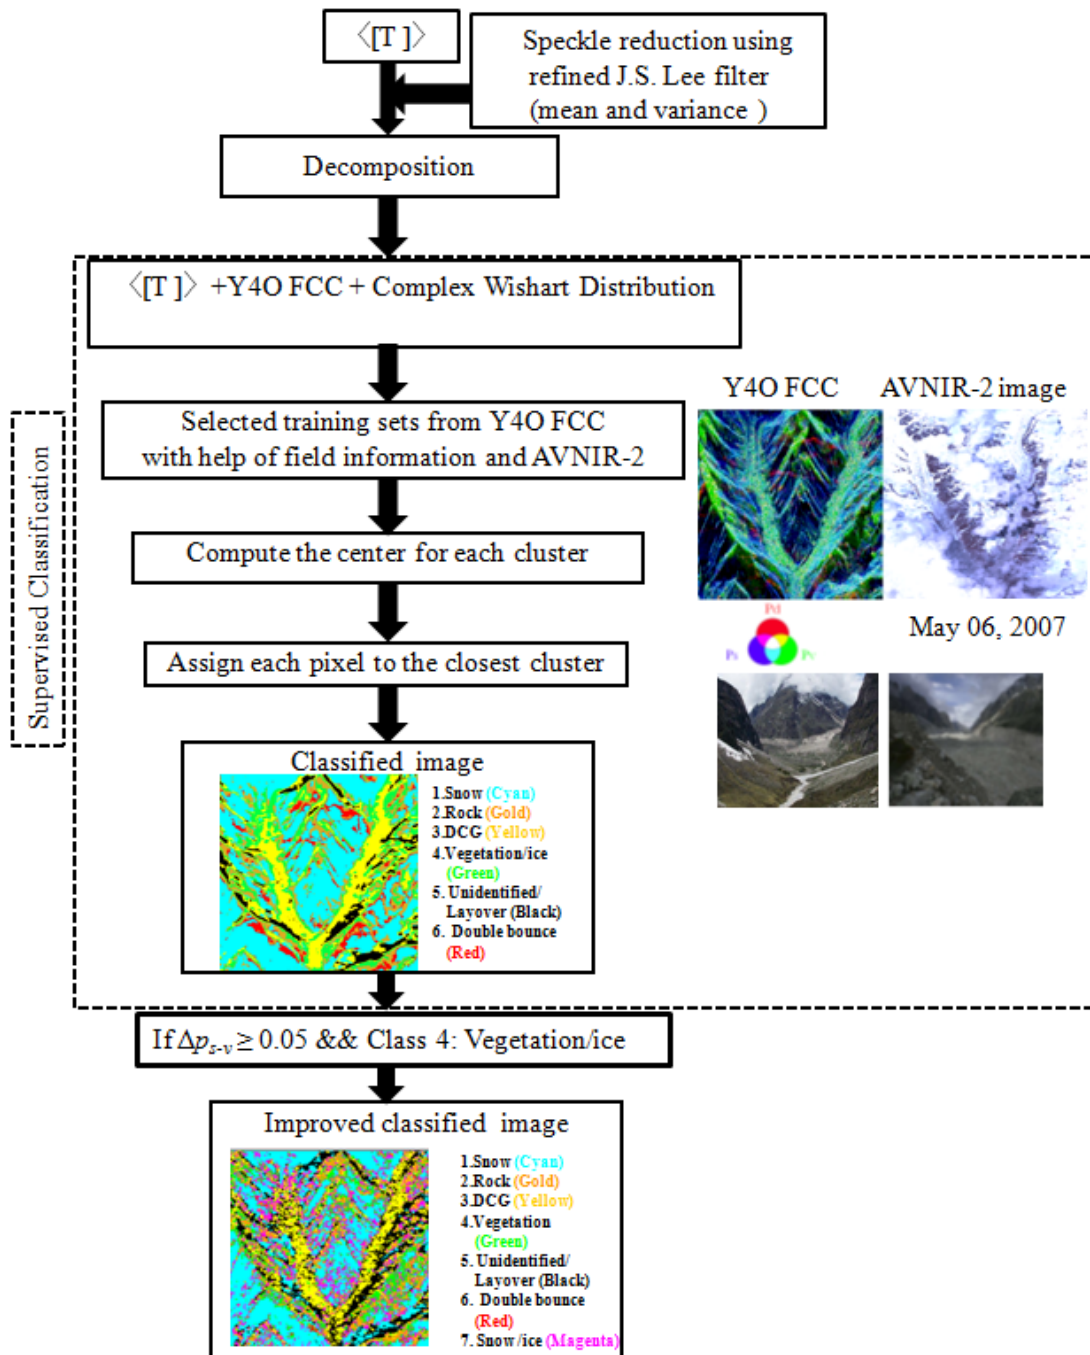 〈[T ]〉
Speckle reduction using
refined J.S. Lee filter
(mean and variance )
Decomposition
〈[T ]〉 +Y4O FCC + Complex Wishart Distribution
Supervised Classification
Selected training sets from Y4O FCC
with help of field information and AVNIR-2
Compute the center for each cluster
Assign each pixel to the closest cluster
Y4O FCC
AVNIR-2 image
Pd
Ps
Pv
May 06, 2007
Classified image
1.Snow (Cyan)
2.Rock (Gold)
3.DCG (Yellow)
4.Vegetation/ice
(Green)
5. Unidentified/
Layover (Black)
6. Double bounce
(Red)
If Δp_{s-v} ≥ 0.05 && Class 4: Vegetation/ice
Improved classified image
1.Snow (Cyan)
2.Rock (Gold)
3.DCG (Yellow)
4.Vegetation
(Green)
5. Unidentified/
Layover (Black)
6. Double bounce
(Red)
7. Snow/ice (Magenta)